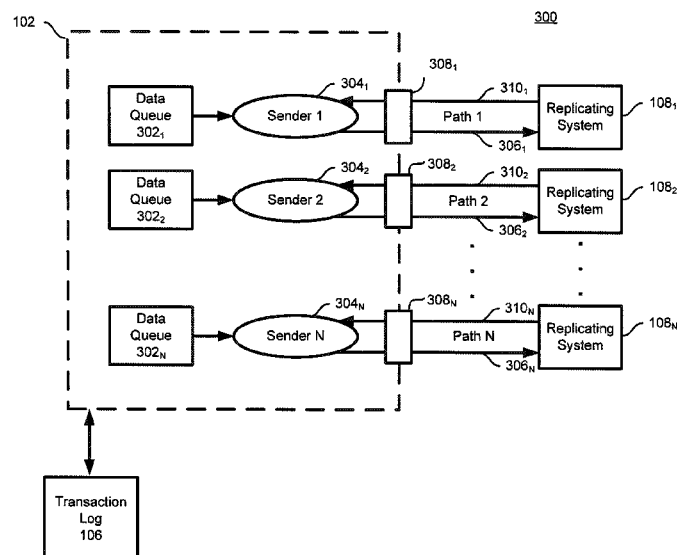 102
300
308₁
304₁
310₁
108₁
Data
Queue
302₁
Sender 1
Path 1
Replicating
System
306₁
304₂
308₂
310₂
108₂
Data
Queue
302₂
Sender 2
Path 2
Replicating
System
306₂
304N
308N
310N
108N
Data
Queue
302N
Sender N
Path N
Replicating
System
306N
Transaction
Log
106